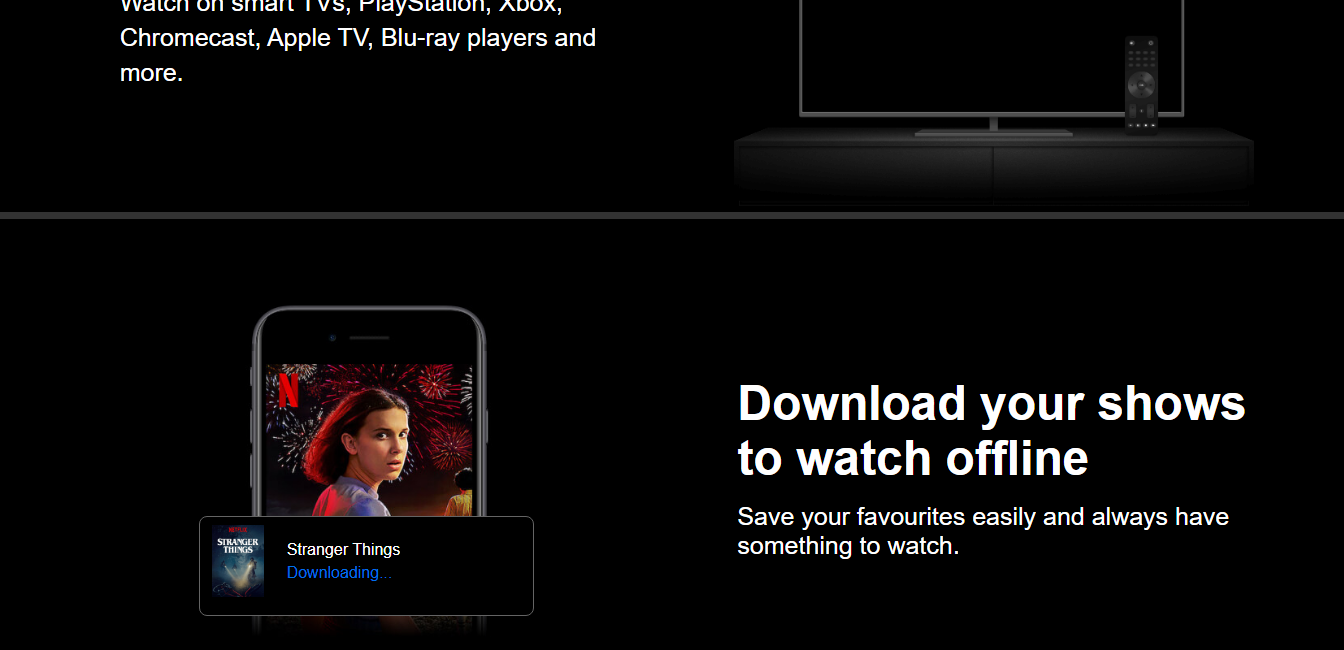 Watch on smart TVs, PlayStation, Xbox,
Chromecast, Apple TV, Blu-ray players and
more.
N
Download your shows
to watch offline
Save your favourites easily and always have
something to watch.
NETFLIX
STRANGER
THINGS
Stranger Things
Downloading...